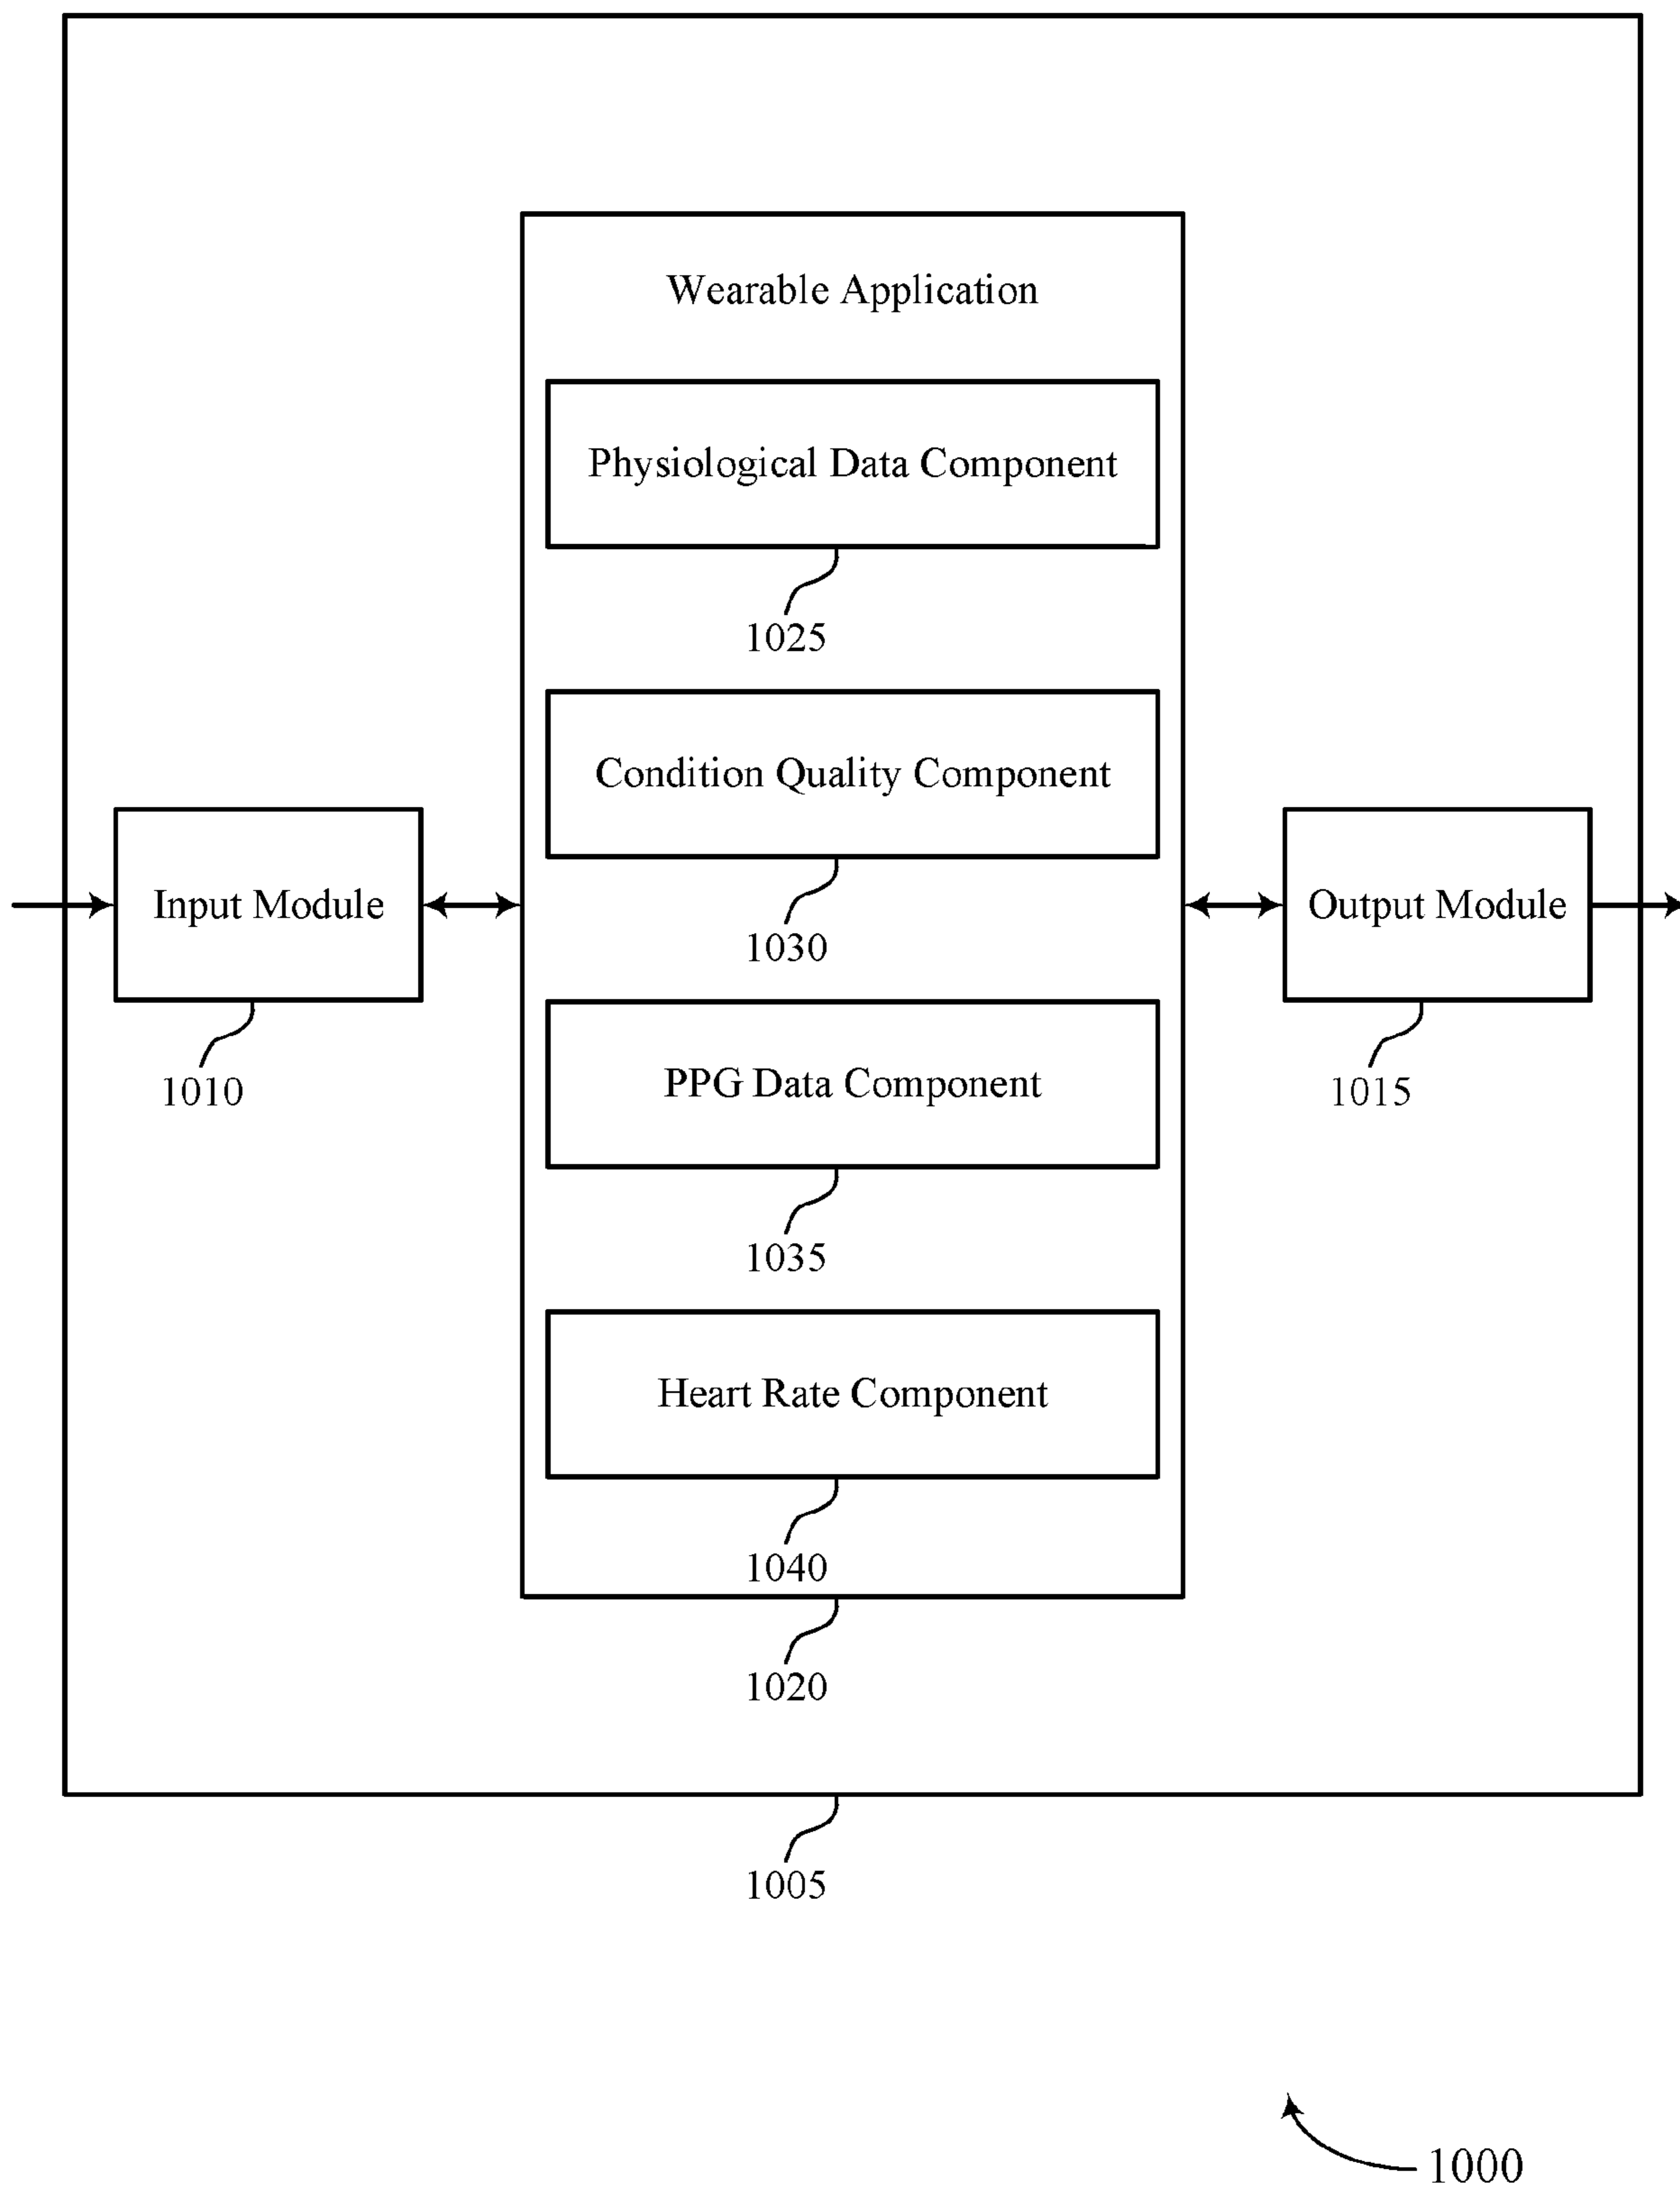 Wearable Application
Physiological Data Component
1025
Condition Quality Component
1030
Input Module
1010
Output Module
1015
PPG Data Component
1035
Heart Rate Component
1040
1020
1005
1000